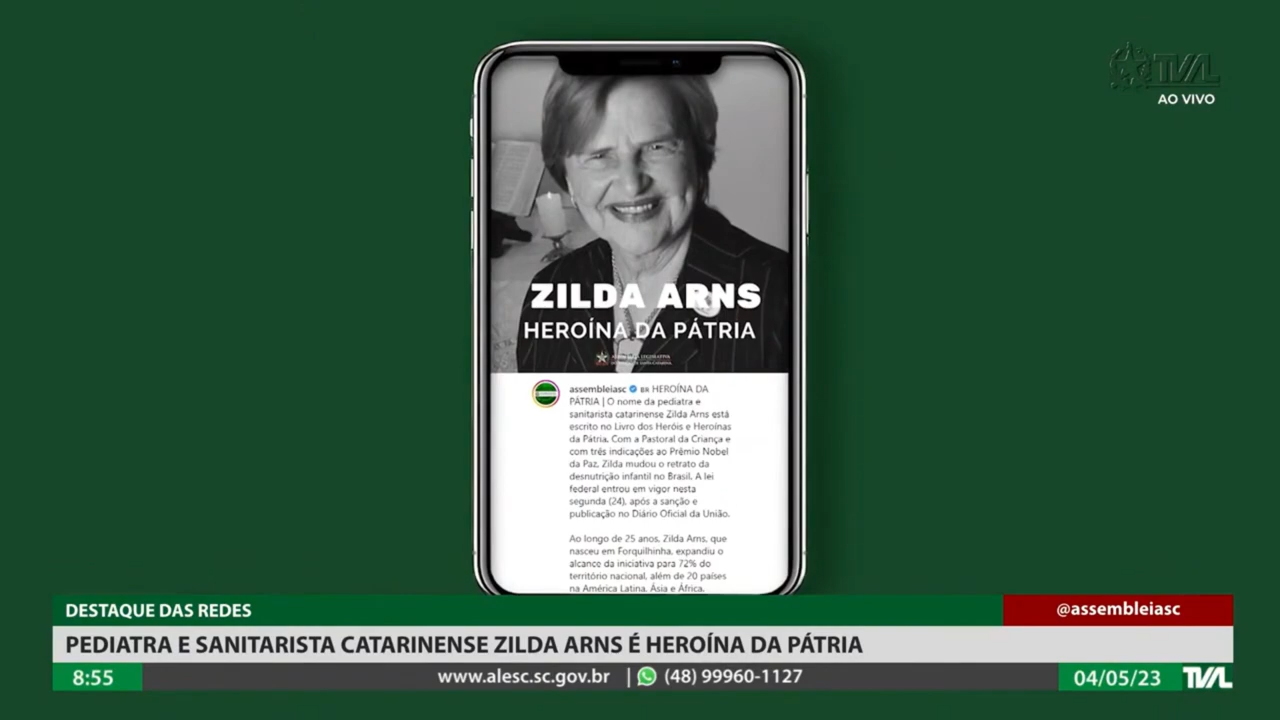 TVAL
AO VIVO
ZILDA ARNS
HEROÍNA DA PÁTRIA
ASSEMBLEIA LEGISLATIVA
assembleiasc BR HEROÍNA DA
PÁTRIA | O nome da pediatra e
sanitarista catarinense Zilda Arns está
escrito no Livro dos Heróis e Heroínas
da Pátria. Com a Pastoral da Criança e
com três indicações ao Prêmio Nobel
da Paz, Zilda mudou o retrato da
desnutrição infantil no Brasil. A lei
federal entrou em vigor nesta
segunda (24), após a sanção e
publicação no Diário Oficial da União.
Ao longo de 25 anos, Zilda Arns, que
nasceu em Forquilhinha, expandiu o
alcance da iniciativa para 72% do
território nacional, além de 20 países
na América Latina, Ásia e África.
DESTAQUE DAS REDES
@assembleiasc
PEDIATRA E SANITARISTA CATARINENSE ZILDA ARNS É HEROÍNA DA PÁTRIA
8:55
www.alesc.sc.gov.br | (48) 99960-1127
04/05/23
TVAL